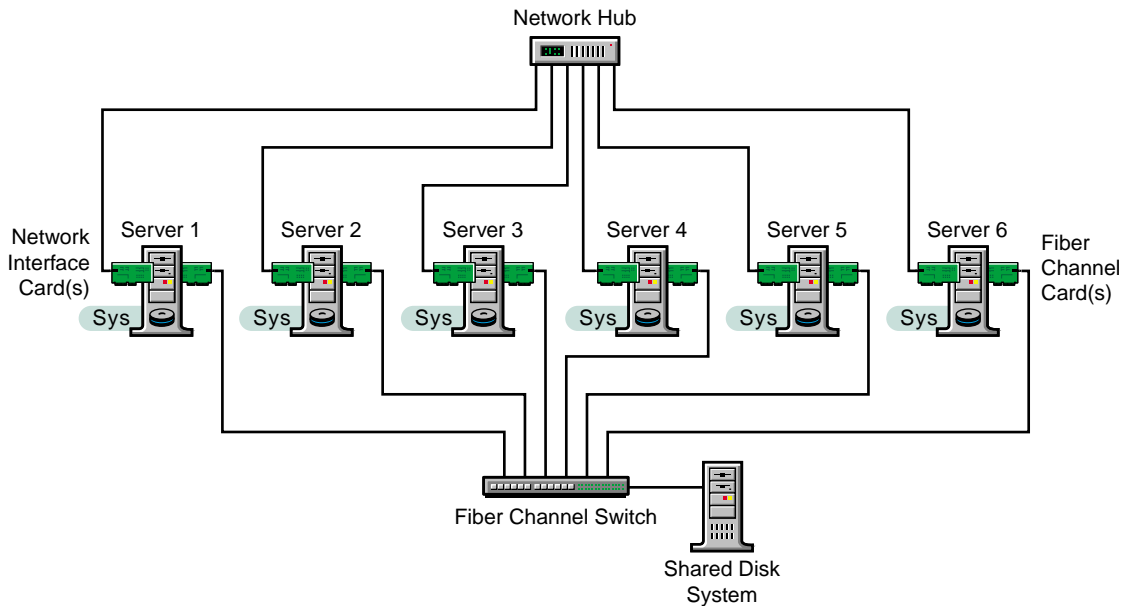 Network Hub
Server 1
Server 2
Server 3
Server 4
Server 5
Server 6
Network
Interface
Card(s)
Fiber
Channel
Card(s)
Sys
Sys
Sys
Sys
Sys
Sys
Fiber Channel Switch
Shared Disk
System